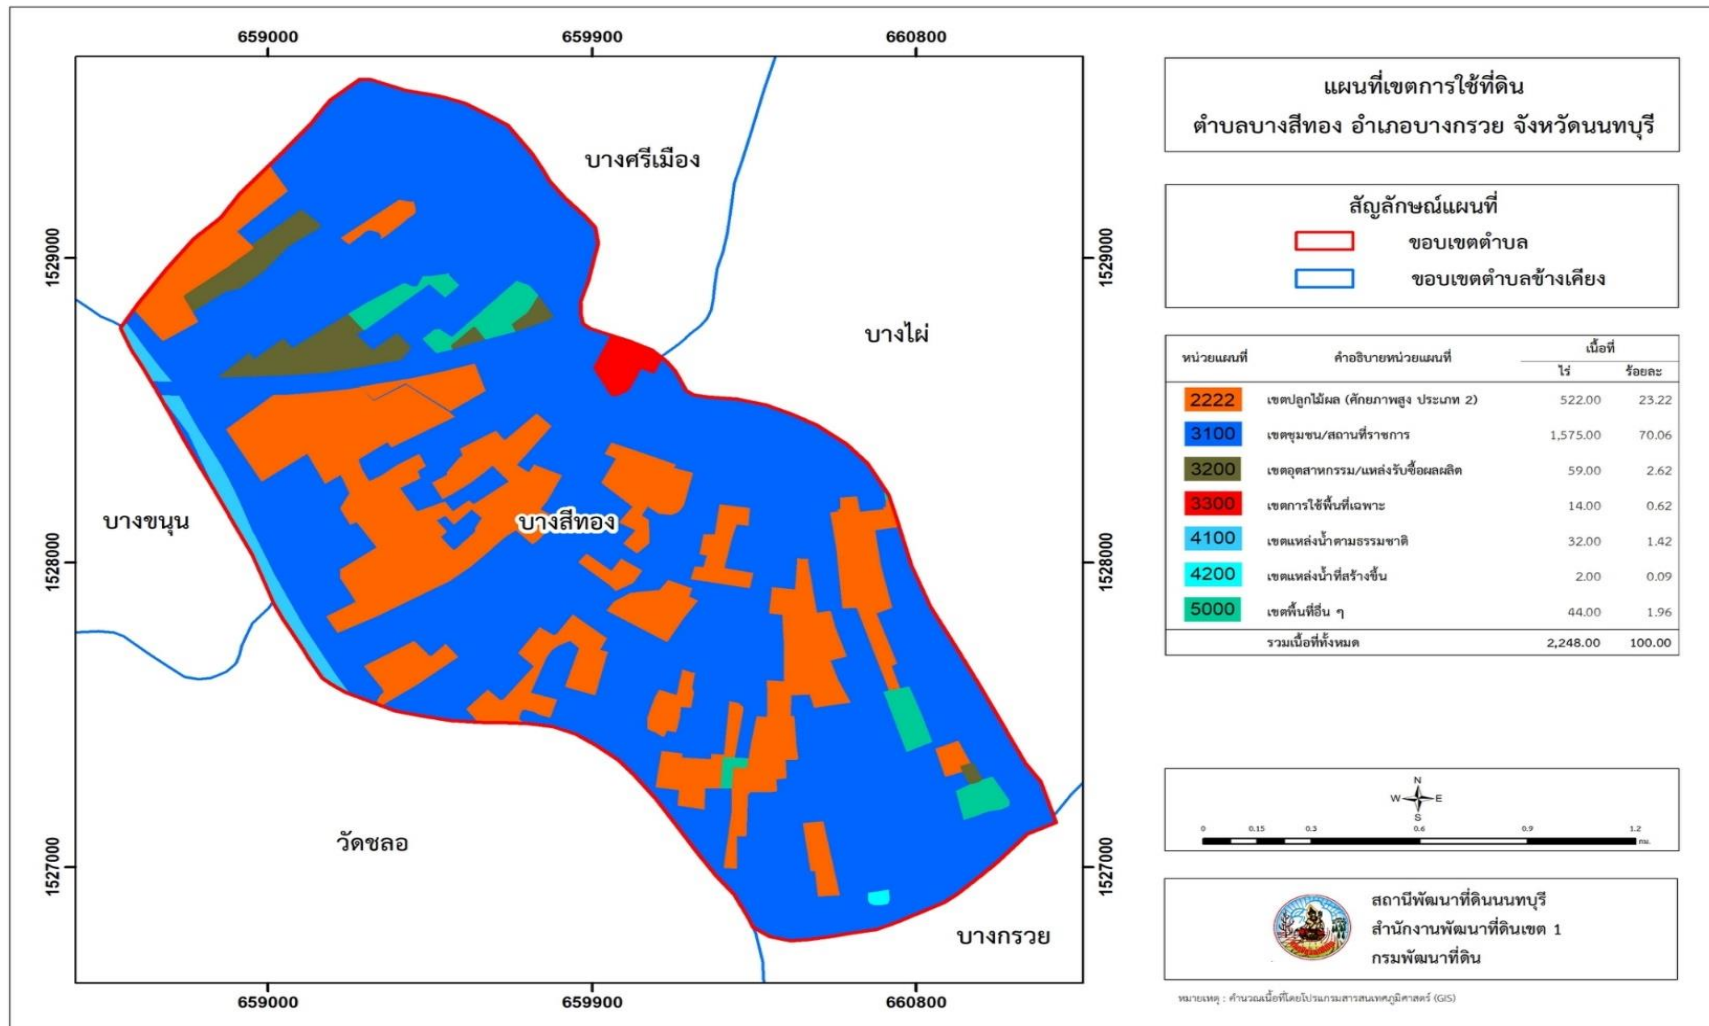 659000 659900 660800
แผนที่เขตการใช้ที่ดิน
ตำบลบางสีทอง อำเภอบางกรวย จังหวัดนนทบุรี
สัญลักษณ์แผนที่
ขอบเขตตำบล
ขอบเขตตำบลข้างเคียง
บางศรีเมือง
1529000 1529000
บางไผ่
หน่วยแผนที่ คำอธิบายหน่วยแผนที่ เนื้อที่
ไร่ ร้อยละ
2222 เขตปลูกไม้ผล (ศักยภาพสูง ประเภท 2) 522.00 23.22
3100 เขตชุมชน/สถานที่ราชการ 1,575.00 70.06
3200 เขตอุตสาหกรรม/แหล่งรับซื้อผลผลิต 59.00 2.62
3300 เขตการใช้พื้นที่เฉพาะ 14.00 0.62
4100 เขตแหล่งน้ำตามธรรมชาติ 32.00 1.42
4200 เขตแหล่งน้ำที่สร้างขึ้น 2.00 0.09
5000 เขตพื้นที่อื่น ๆ 44.00 1.96
รวมเนื้อที่ทั้งหมด 2,248.00 100.00
บางขนุน
บางสีทอง
1528000 1528000
วัดชลอ
1527000 1527000
บางกรวย
N
W E
S
0 0.15 0.3 0.6 0.9 1.2
กม.
สถานีพัฒนาที่ดินนนทบุรี
สำนักงานพัฒนาที่ดินเขต 1
กรมพัฒนาที่ดิน
หมายเหตุ : คำนวณเนื้อที่โดยโปรแกรมสารสนเทศภูมิศาสตร์ (GIS)
659000 659900 660800